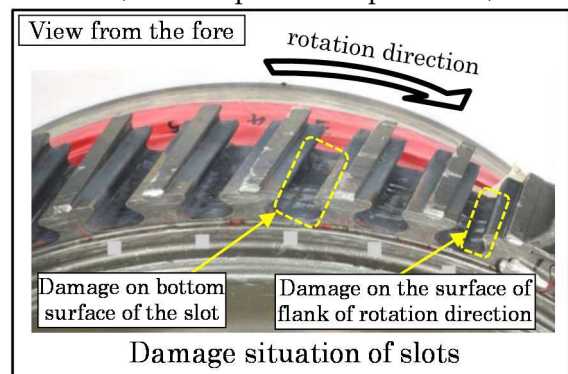 View from the fore
rotation direction
Damage on bottom
surface of the slot
Damage on the surface of
flank of rotation direction
Damage situation of slots